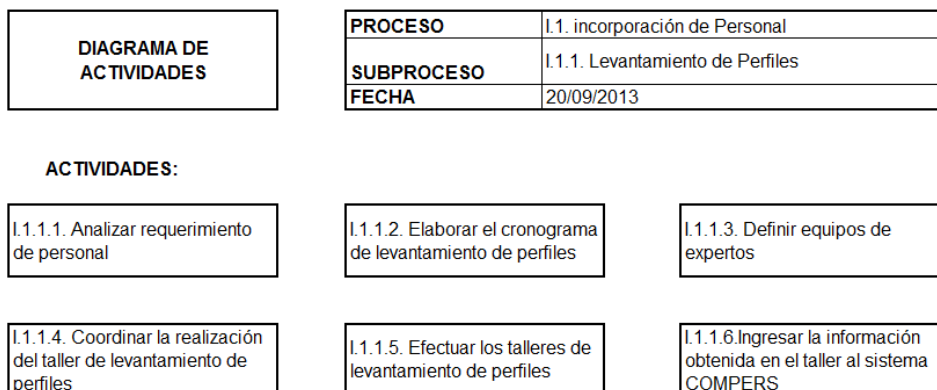 DIAGRAMA DE
ACTIVIDADES
PROCESO I.1. incorporación de Personal
SUBPROCESO I.1.1. Levantamiento de Perfiles
FECHA 20/09/2013
ACTIVIDADES:
I.1.1.1. Analizar requerimiento
de personal
I.1.1.2. Elaborar el cronograma
de levantamiento de perfiles
I.1.1.3. Definir equipos de
expertos
I.1.1.4. Coordinar la realización
del taller de levantamiento de
perfiles
I.1.1.5. Efectuar los talleres de
levantamiento de perfiles
I.1.1.6.Ingresar la información
obtenida en el taller al sistema
COMPERS